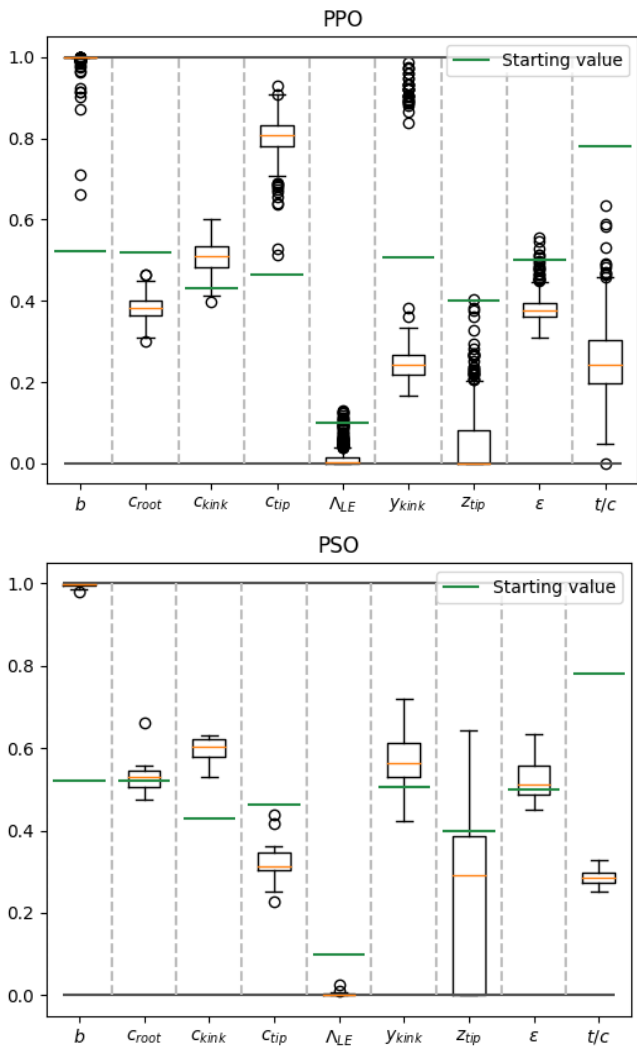 PPO
Starting value
1.0
0.8
0.6
0.4
0.2
0.0
b c_root c_kink c_tip Λ_LE y_kink z_tip ε t/c
PSO
Starting value
1.0
0.8
0.6
0.4
0.2
0.0
b c_root c_kink c_tip Λ_LE y_kink z_tip ε t/c